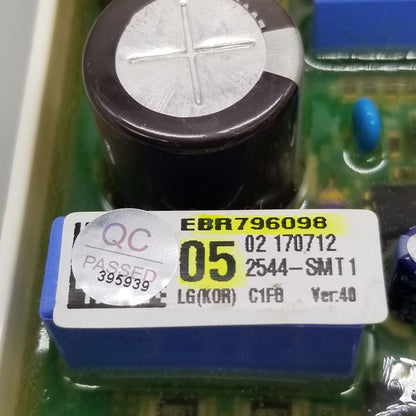 EBR796098
05
02 170712
2544-SMT1
LG(KOR) C1F8 Ver.40
QC
PASSED
395939